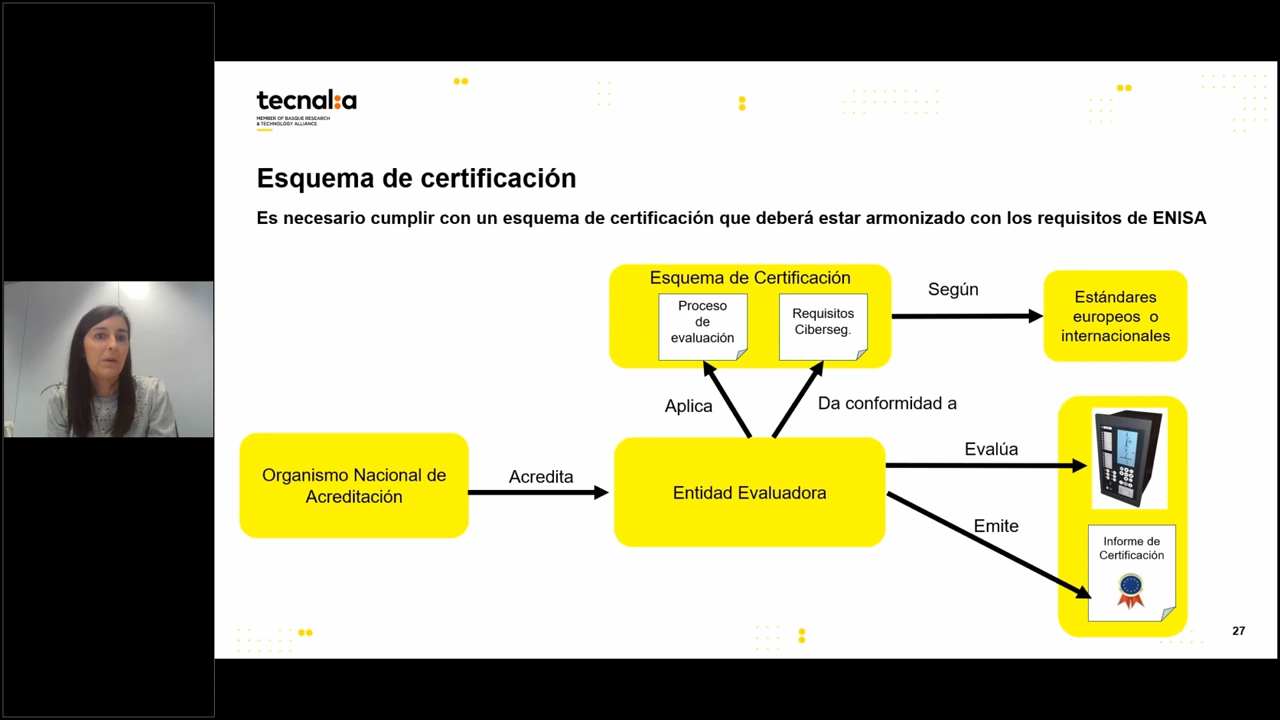 tecnal:a
MEMBER OF BASQUE RESEARCH
& TECHNOLOGY ALLIANCE
Esquema de certificación
Es necesario cumplir con un esquema de certificación que deberá estar armonizado con los requisitos de ENISA
Esquema de Certificación
Proceso
de
evaluación
Requisitos
Ciberseg.
Según
Estándares
europeos o
internacionales
Aplica
Da conformidad a
Organismo Nacional de
Acreditación
Acredita
Entidad Evaluadora
Evalúa
Emite
Informe de
Certificación
27